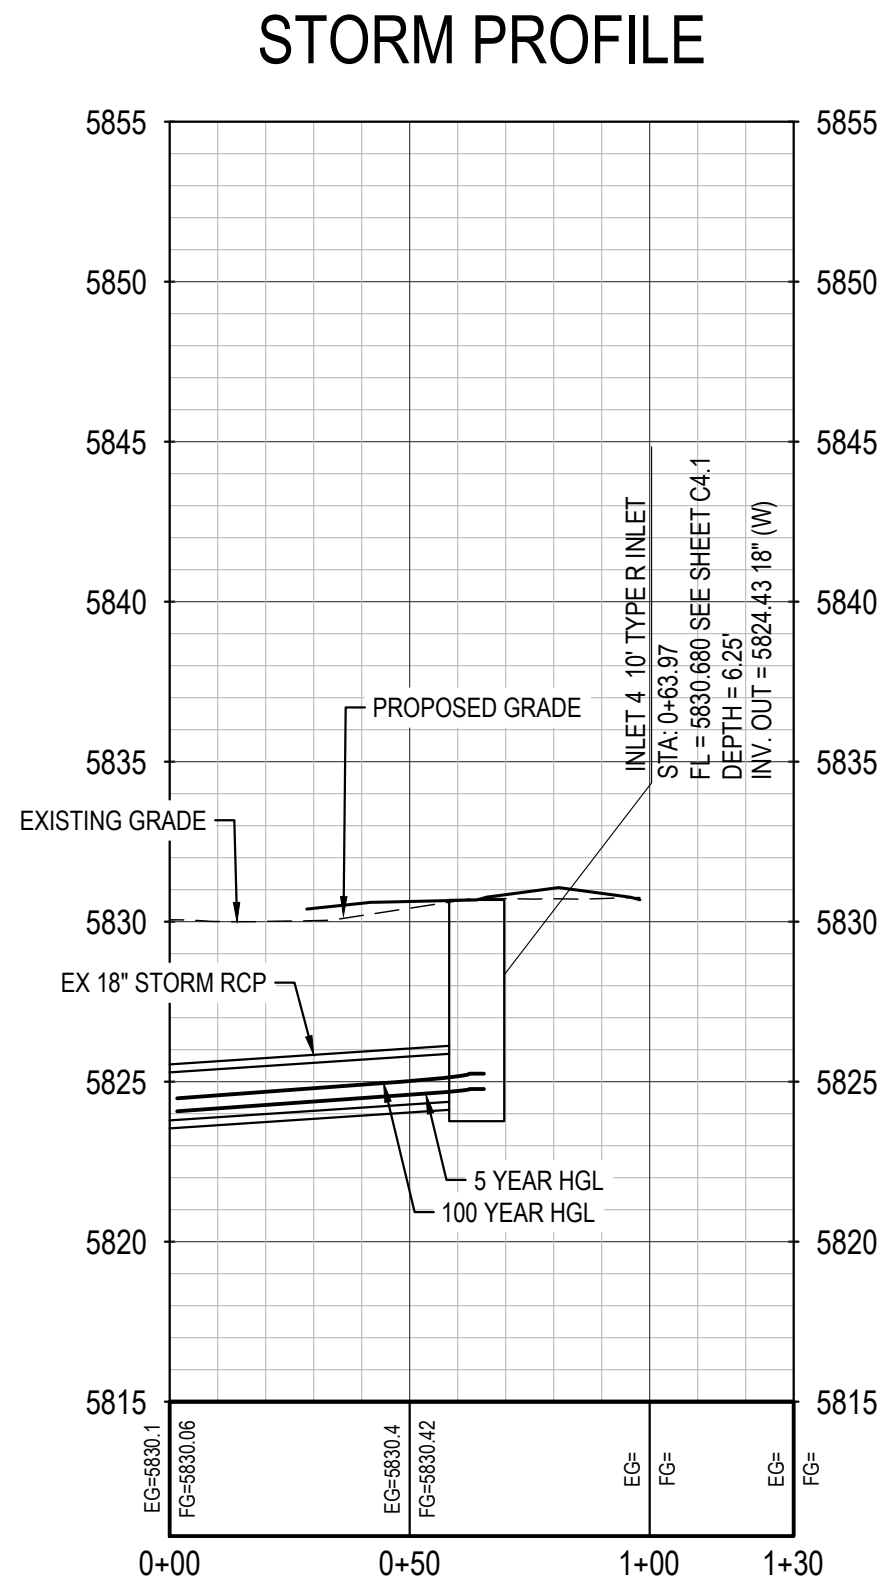 STORM PROFILE
5855
5855
5850
5850
5845
5845
5840
5840
5835
5835
5830
5830
5825
5825
5820
5820
5815
5815
INLET 4 10' TYPE R INLET
STA: 0+63.97
FL = 5830.680 SEE SHEET C4.1
DEPTH = 6.25'
INV. OUT = 5824.43 18" (W)
PROPOSED GRADE
EXISTING GRADE
EX 18" STORM RCP
5 YEAR HGL
100 YEAR HGL
EG=5830.1
FG=5830.06
EG=5830.4
FG=5830.42
EG=
FG=
EG=
FG=
0+00
0+50
1+00
1+30